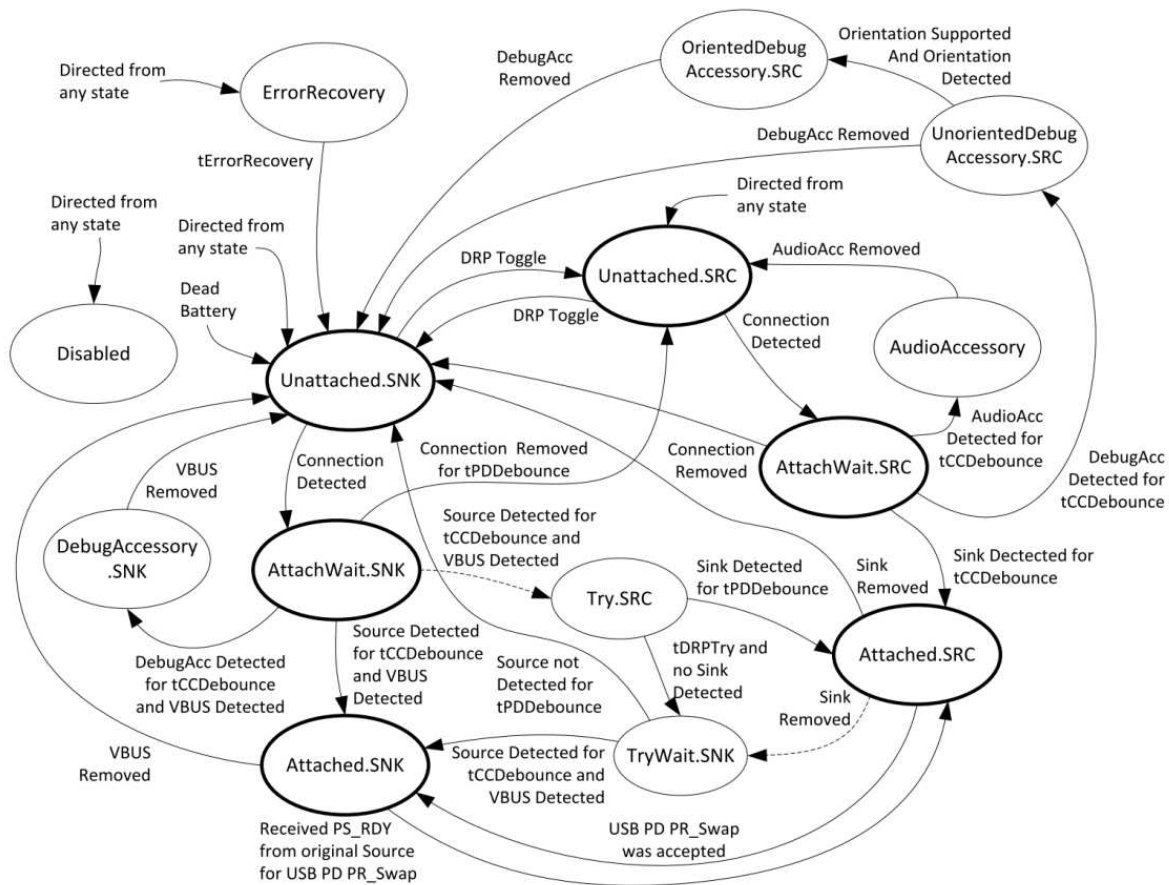 Directed from
any state
ErrorRecovery
tErrorRecovery
DebugAcc
Removed
OrientedDebug
Accessory.SRC
Orientation Supported
And Orientation
Detected
DebugAcc Removed
UnorientedDebug
Accessory.SRC
Directed from
any state
Directed from
any state
Directed from
any state
DRP Toggle
Unattached.SRC
AudioAcc Removed
Dead
Battery
DRP Toggle
Connection
Detected
AudioAccessory
Disabled
Unattached.SNK
AudioAcc
Detected for
tCCDebounce
VBUS
Removed
Connection
Detected
Connection  Removed
for tPDDebounce
Connection
Removed
AttachWait.SRC
DebugAcc
Detected for
tCCDebounce
DebugAccessory
.SNK
AttachWait.SNK
Source Detected for
tCCDebounce and
VBUS Detected
Try.SRC
Sink Detected
for tPDDebounce
Sink
Removed
Sink Dectected for
tCCDebounce
DebugAcc Detected
for tCCDebounce
and VBUS Detected
Source Detected
for tCCDebounce
and VBUS
Detected
Source not
Detected for
tPDDebounce
tDRPTry and
no Sink
Detected
Attached.SRC
Sink
Removed
VBUS
Removed
Attached.SNK
Source Detected for
tCCDebounce and
VBUS Detected
TryWait.SNK
Received PS_RDY
from original Source
for USB PD PR_Swap
USB PD PR_Swap
was accepted